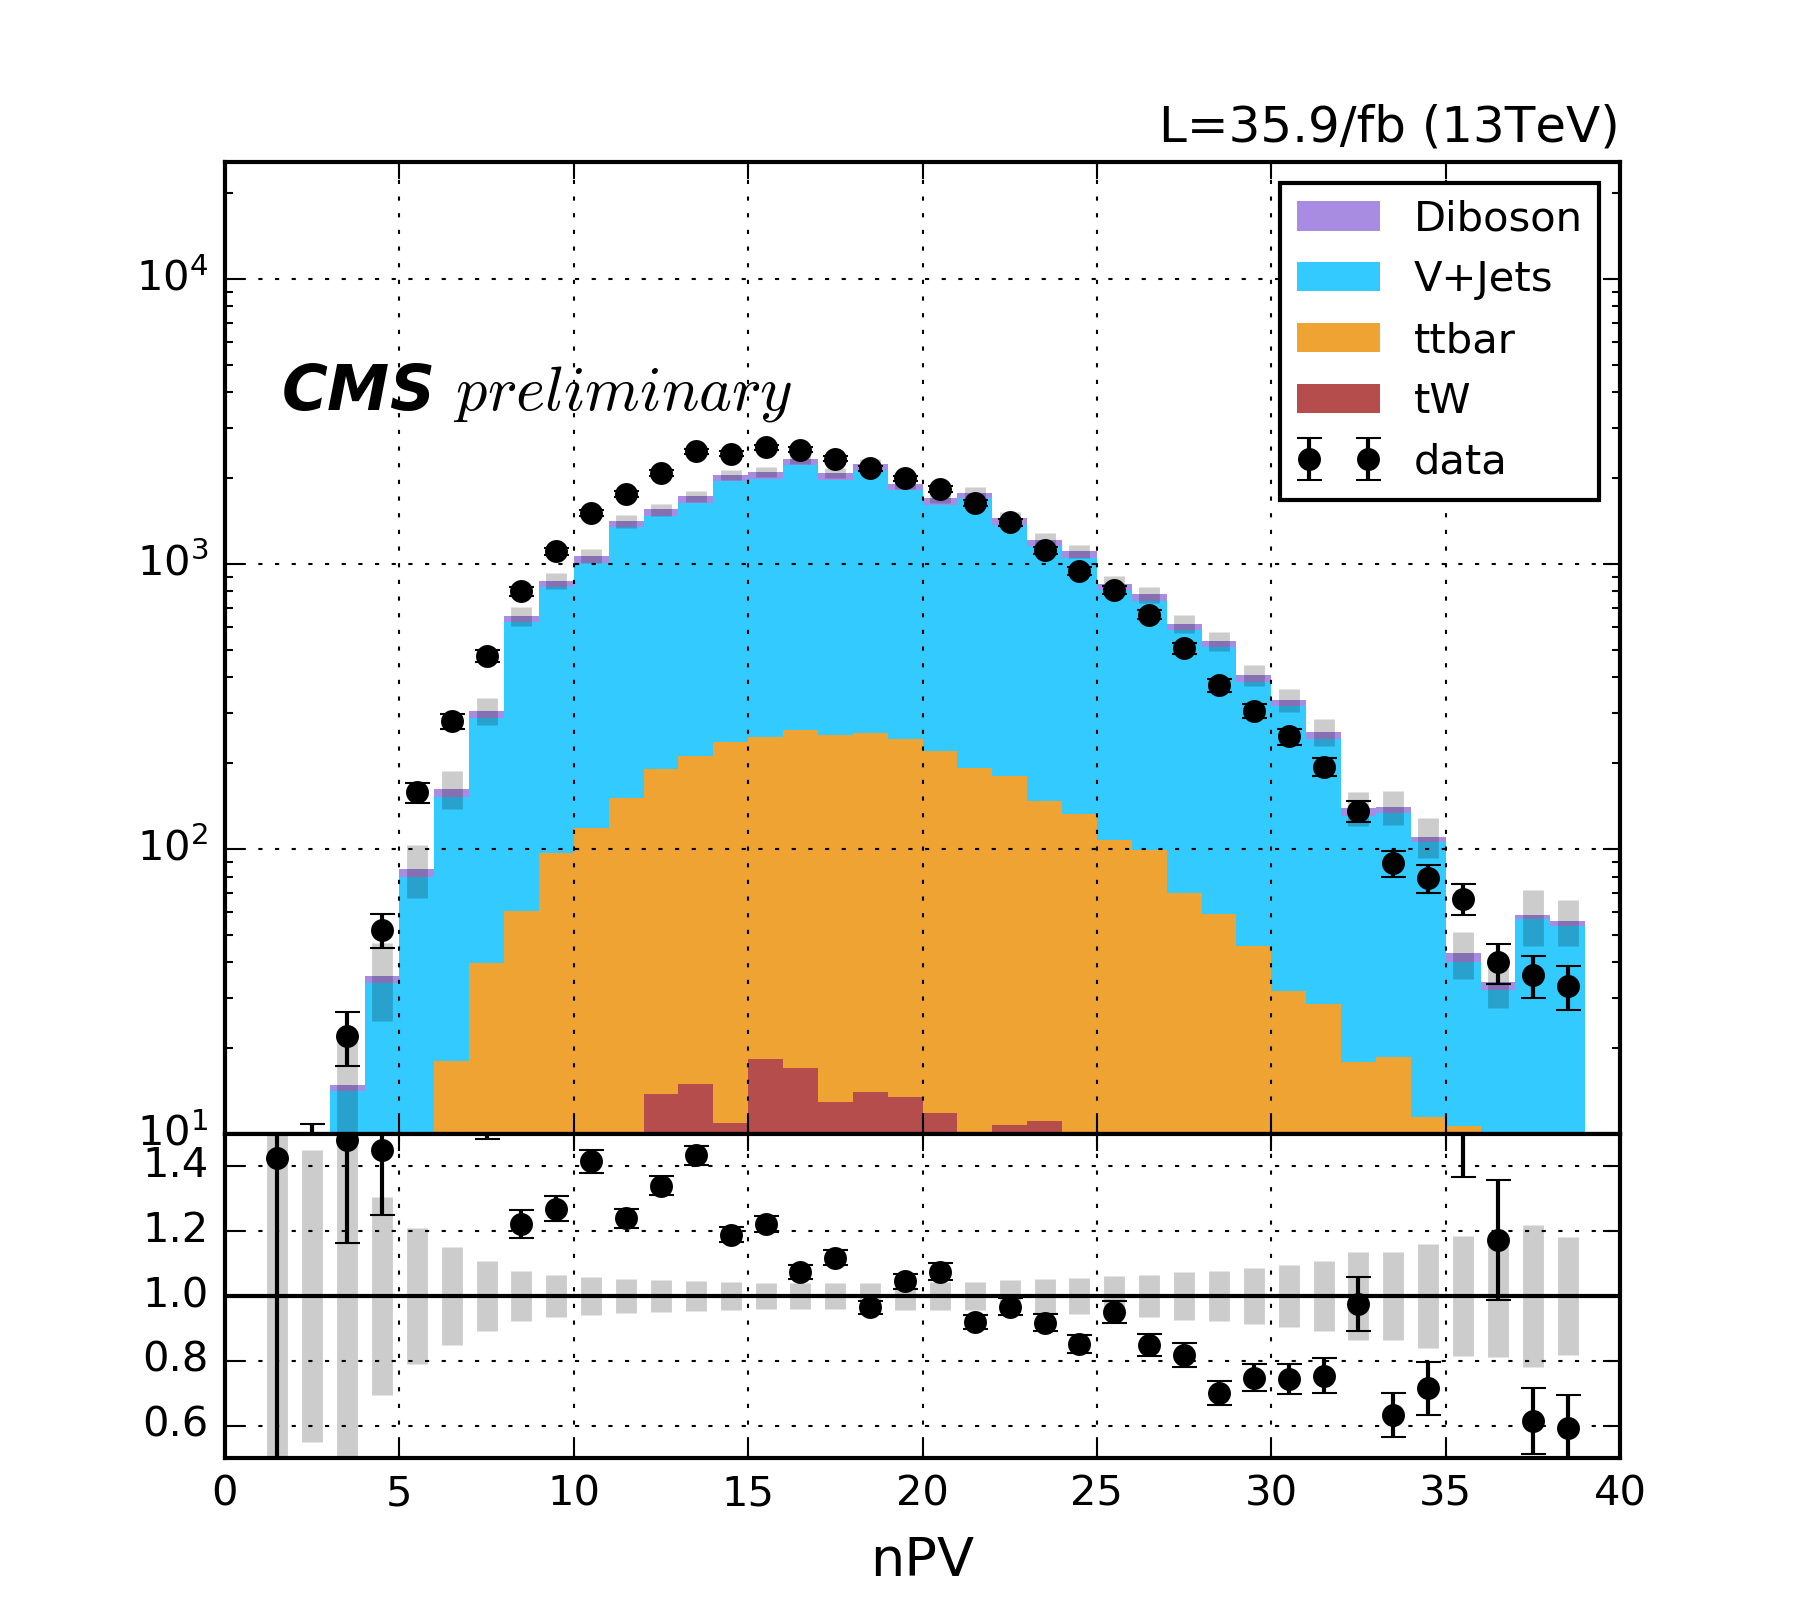 L=35.9/fb (13TeV)
Diboson
V+Jets
ttbar
tW
data
CMS preliminary
10^4
10^3
10^2
10^1
1.4
1.2
1.0
0.8
0.6
0 5 10 15 20 25 30 35 40
nPV